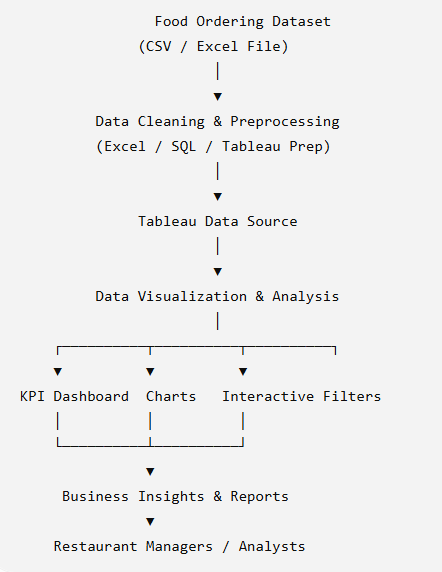 Food Ordering Dataset
(CSV / Excel File)
Data Cleaning & Preprocessing
(Excel / SQL / Tableau Prep)
Tableau Data Source
Data Visualization & Analysis
KPI Dashboard Charts Interactive Filters
Business Insights & Reports
Restaurant Managers / Analysts